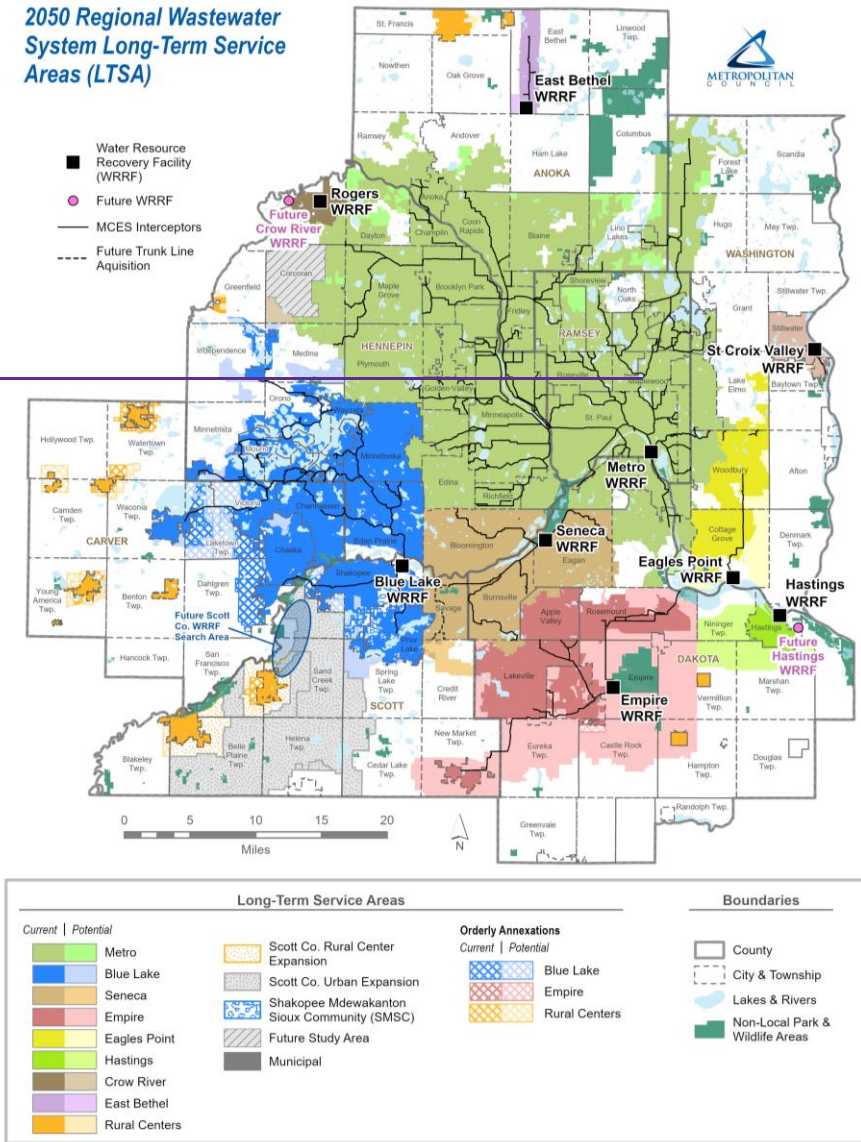 2050 Regional Wastewater
System Long-Term Service
Areas (LTSA)
METROPOLITAN
COUNCIL
Water Resource
Recovery Facility
(WRRF)
Future WRRF
MCES Interceptors
Future Trunk Line
Aquisition
St. Francis
East
Bethel
Linwood
Twp.
Nowthen
Oak Grove
East Bethel
WRRF
Ramsey
Andover
Ham Lake
Columbus
ANOKA
Forest
Lake
Scandia
Rogers
WRRF
Future
Crow River
WRRF
Anoka
Dayton
Champlin
Coon
Rapids
Blaine
Lino
Lakes
Hugo
May Twp.
WASHINGTON
Corcoran
Greenfield
Maple
Grove
Brooklyn Park
Fridley
Shoreview
North
Oaks
Grant
Stillwater Twp.
Stillwater
Independence
Medina
HENNEPIN
Plymouth
RAMSEY
Roseville
Maplewood
St Croix Valley
WRRF
Lake
Elmo
Baytown Twp.
Orono
Wayzata
Golden Valley
Hollywood Twp.
Watertown
Twp.
Minnetrista
Mound
Minnetonka
Minneapolis
St. Paul
Metro
WRRF
Woodbury
Afton
Edina
Richfield
Camden
Twp.
Waconia
Twp.
Victoria
Chanhassen
Eden Prairie
Laketown
Twp.
CARVER
Chaska
Shakopee
Blue Lake
WRRF
Bloomington
Seneca
WRRF
Eagan
Cottage
Grove
Denmark
Twp.
Eagles Point
WRRF
Young
America
Twp.
Benton
Twp.
Dahlgren
Twp.
Savage
Burnsville
Apple
Valley
Rosemount
Hastings
WRRF
Nininger
Twp.
Hastings
Future
Hastings
WRRF
Future Scott
Co. WRRF
Search Area
Prior
Lake
Hancock Twp.
San
Francisco
Twp.
Sand
Creek
Twp.
Spring
Lake
Twp.
Credit
River
Lakeville
Empire
Empire
WRRF
DAKOTA
Vermillion
Twp.
Marshan
Twp.
SCOTT
Blakeley
Twp.
Belle
Plaine
Twp.
Helena
Twp.
Cedar Lake
Twp.
New Market
Twp.
Eureka
Twp.
Castle Rock
Twp.
Hampton
Twp.
Douglas
Twp.
Randolph Twp.
Greenvale
Twp.
0 5 10 20
Miles
N
Long-Term Service Areas
Current | Potential
Metro
Blue Lake
Seneca
Empire
Eagles Point
Hastings
Crow River
East Bethel
Rural Centers
Scott Co. Rural Center
Expansion
Scott Co. Urban Expansion
Shakopee Mdewakanton
Sioux Community (SMSC)
Future Study Area
Municipal
Orderly Annexations
Current | Potential
Blue Lake
Empire
Rural Centers
Boundaries
County
City & Township
Lakes & Rivers
Non-Local Park &
Wildlife Areas